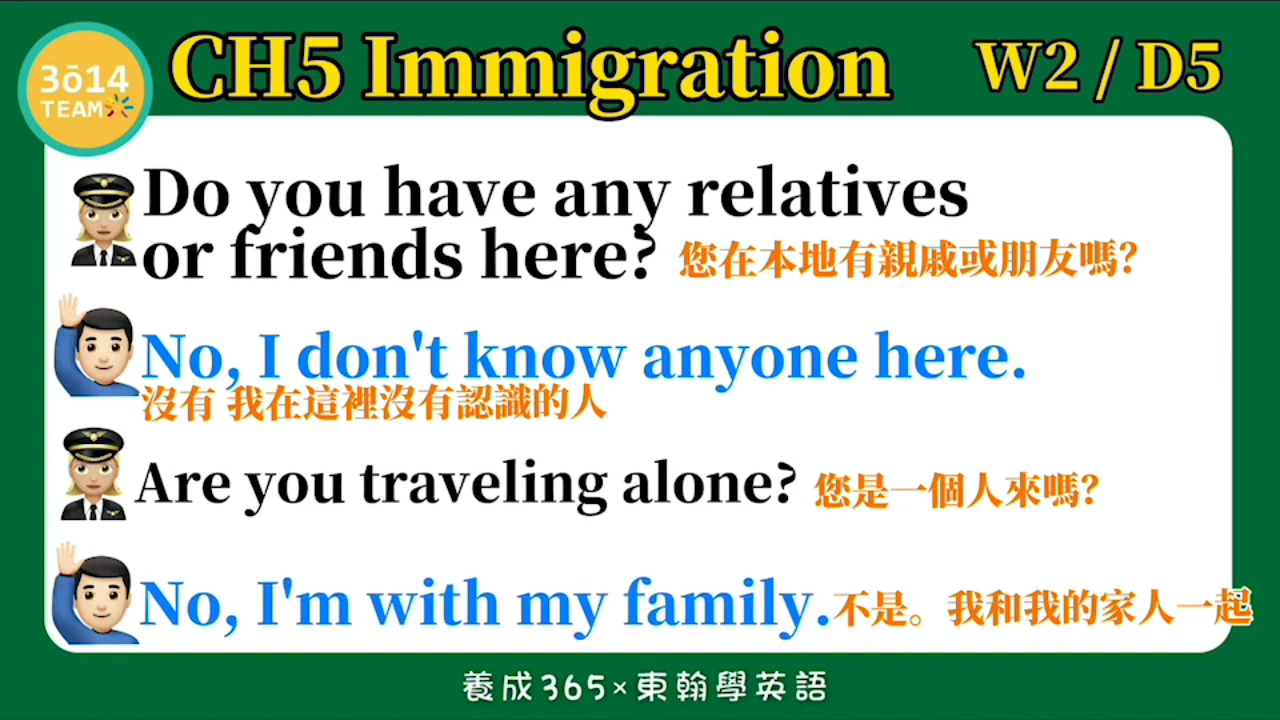 3ō14
TEAM
CH5 Immigration
W2 / D5
Do you have any relatives
or friends here? 您在本地有親戚或朋友嗎?
No, I don't know anyone here.
沒有 我在這裡沒有認識的人
Are you traveling alone? 您是一個人來嗎?
No, I'm with my family.不是。我和我的家人一起
養成365×東翰學英語